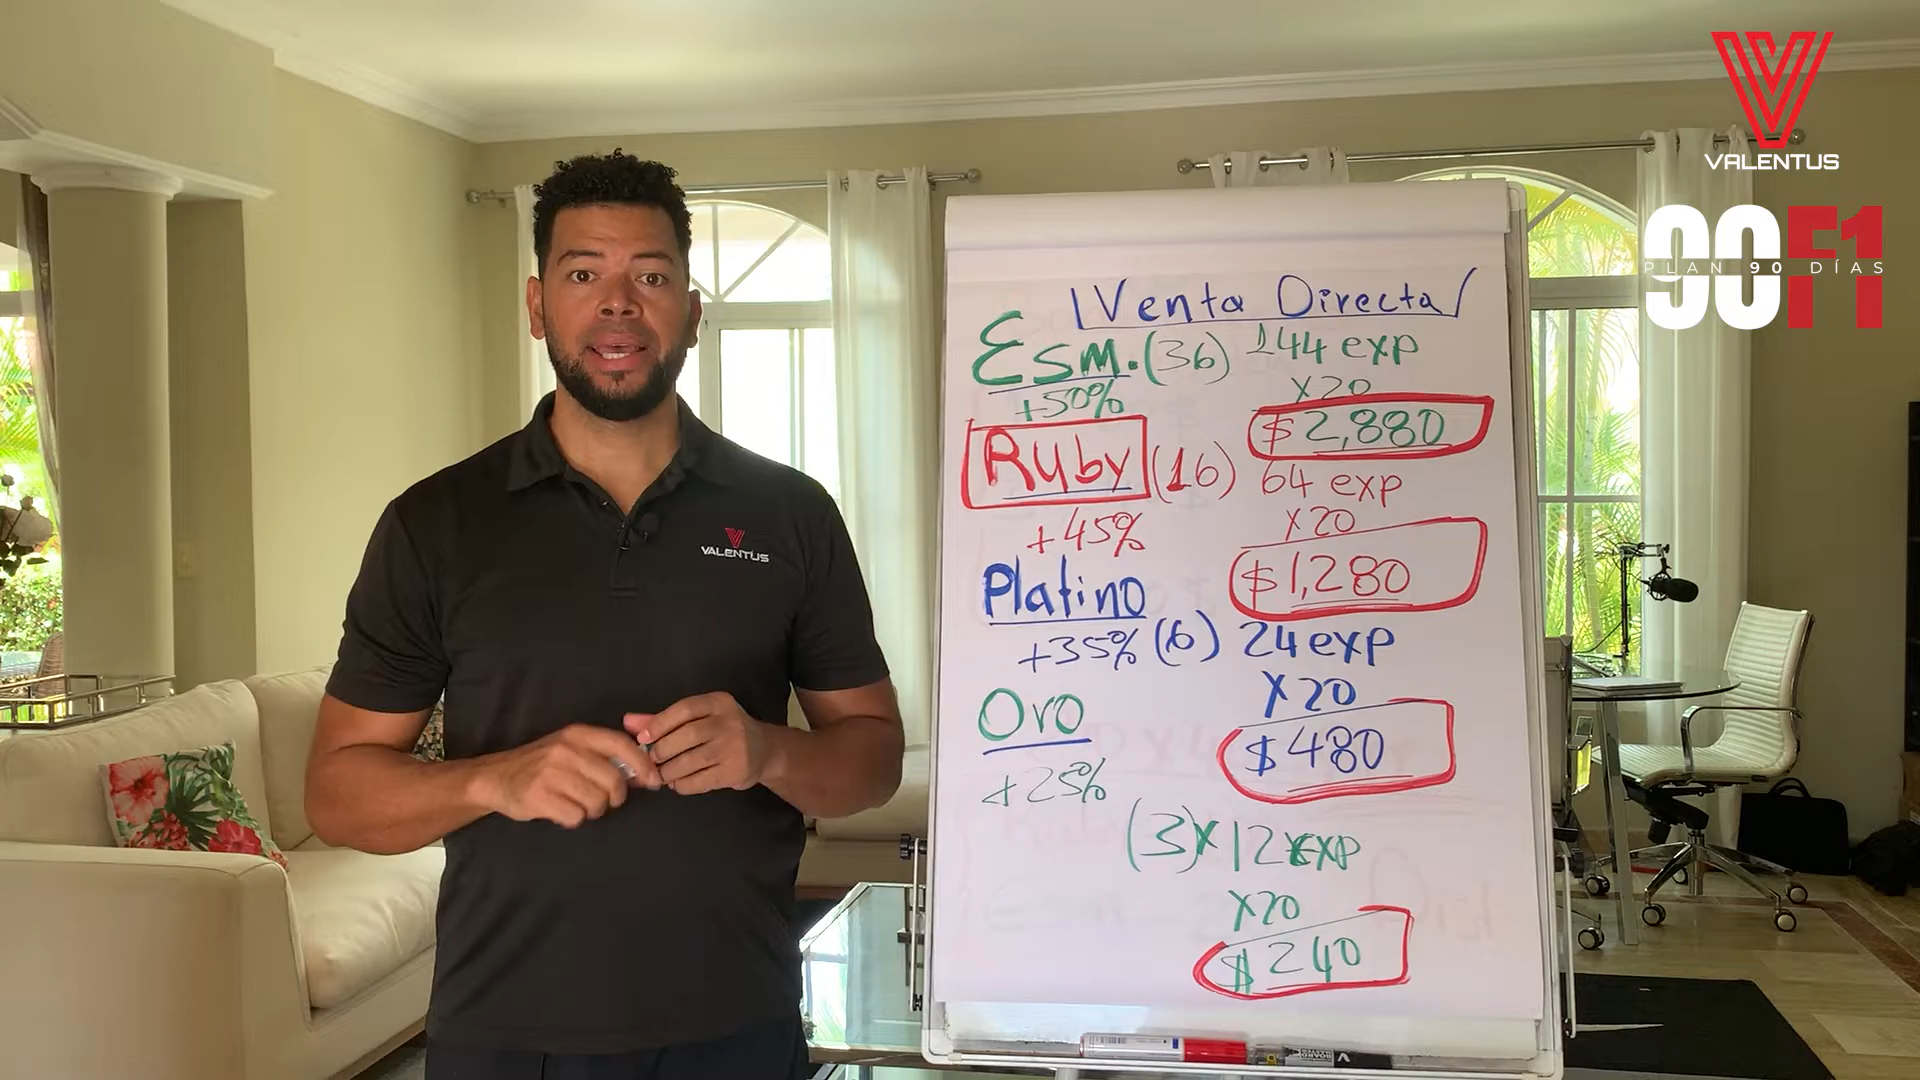 VALENTUS
90F1
PLAN 90 DÍAS
VALENTUS
Venta Directa
Esm. (36) 144 exp
+50% x20
$2,880
Ruby (16) 64 exp
+45% x20
$1,280
Platino
+35% (6) 24 exp
x20
$480
Oro
+25%
(3) x 12 exp
x20
$240